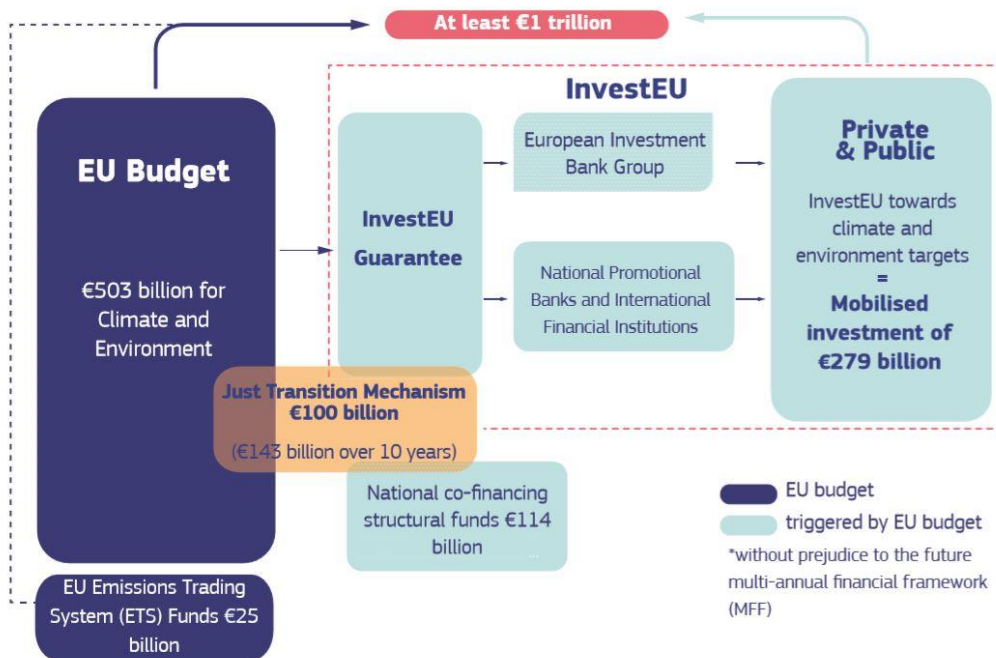 At least €1 trillion
EU Budget
€503 billion for
Climate and
Environment
InvestEU
InvestEU
Guarantee
European Investment
Bank Group
National Promotional
Banks and International
Financial Institutions
Private
& Public
InvestEU towards
climate and
environment targets
=
Mobilised
investment of
€279 billion
Just Transition Mechanism
€100 billion
(€143 billion over 10 years)
National co-financing
structural funds €114
billion
...
EU Emissions Trading
System (ETS) Funds €25
billion
EU budget
triggered by EU budget
*without prejudice to the future
multi-annual financial framework
(MFF)